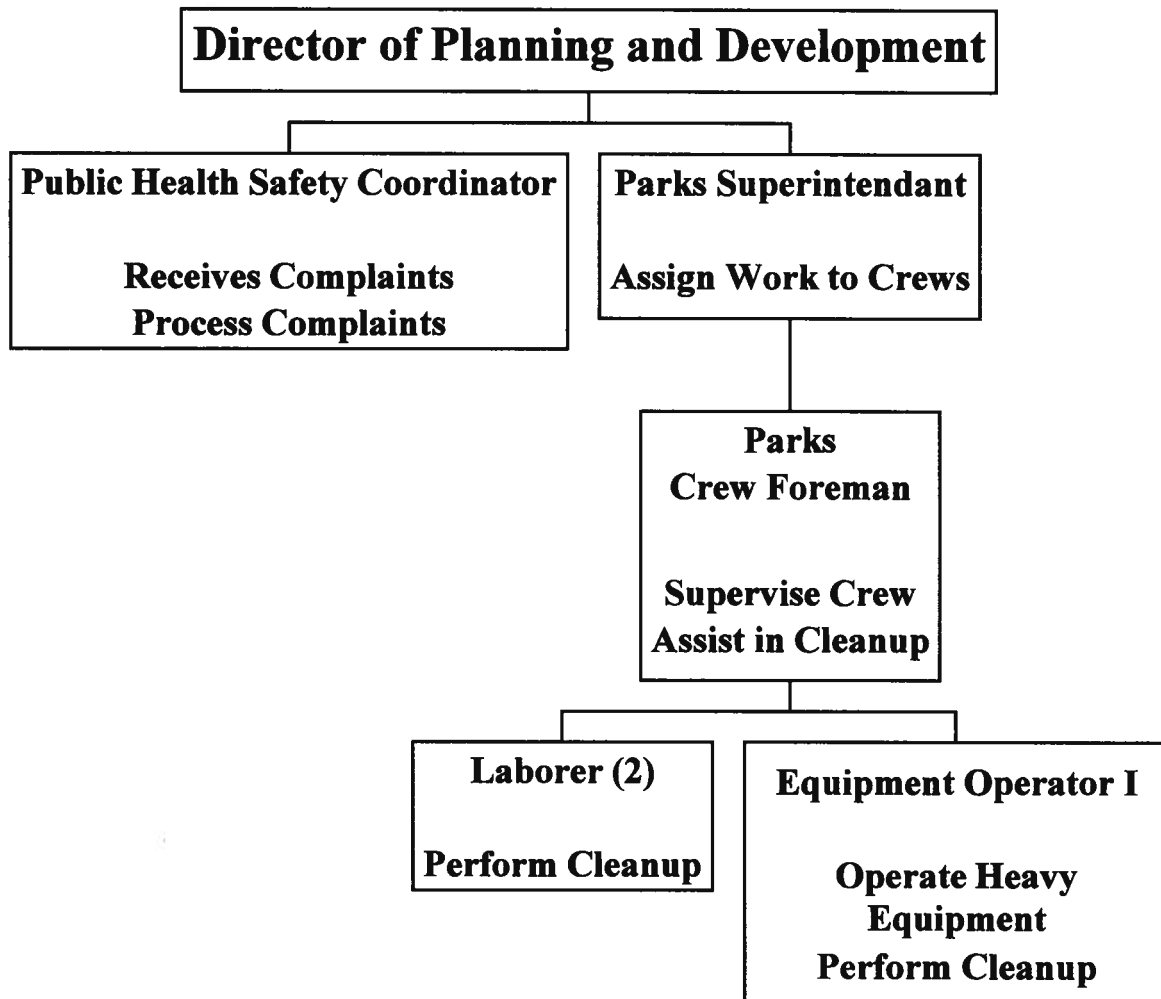 Director of Planning and Development
Public Health Safety Coordinator
Receives Complaints
Process Complaints
Parks Superintendant
Assign Work to Crews
Parks
Crew Foreman
Supervise Crew
Assist in Cleanup
Laborer (2)
Perform Cleanup
Equipment Operator I
Operate Heavy
Equipment
Perform Cleanup